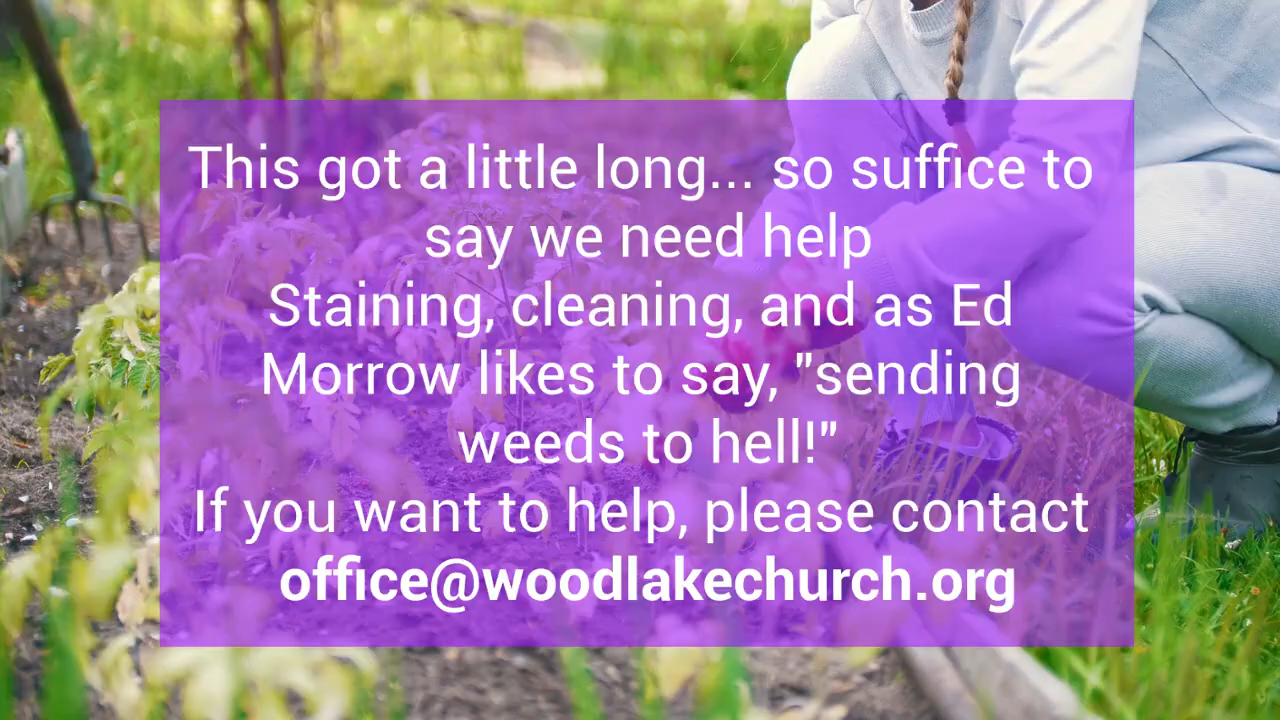 This got a little long... so suffice to
say we need help
Staining, cleaning, and as Ed
Morrow likes to say, "sending
weeds to hell!"
If you want to help, please contact
office@woodlakechurch.org